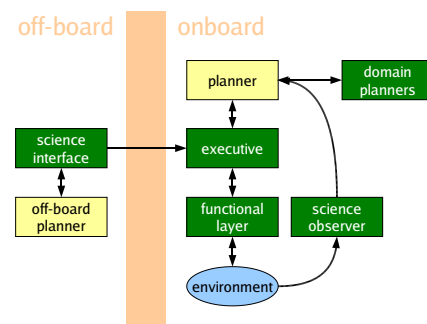 off-board
onboard
planner
domain
planners
science
interface
executive
off-board
planner
functional
layer
science
observer
environment